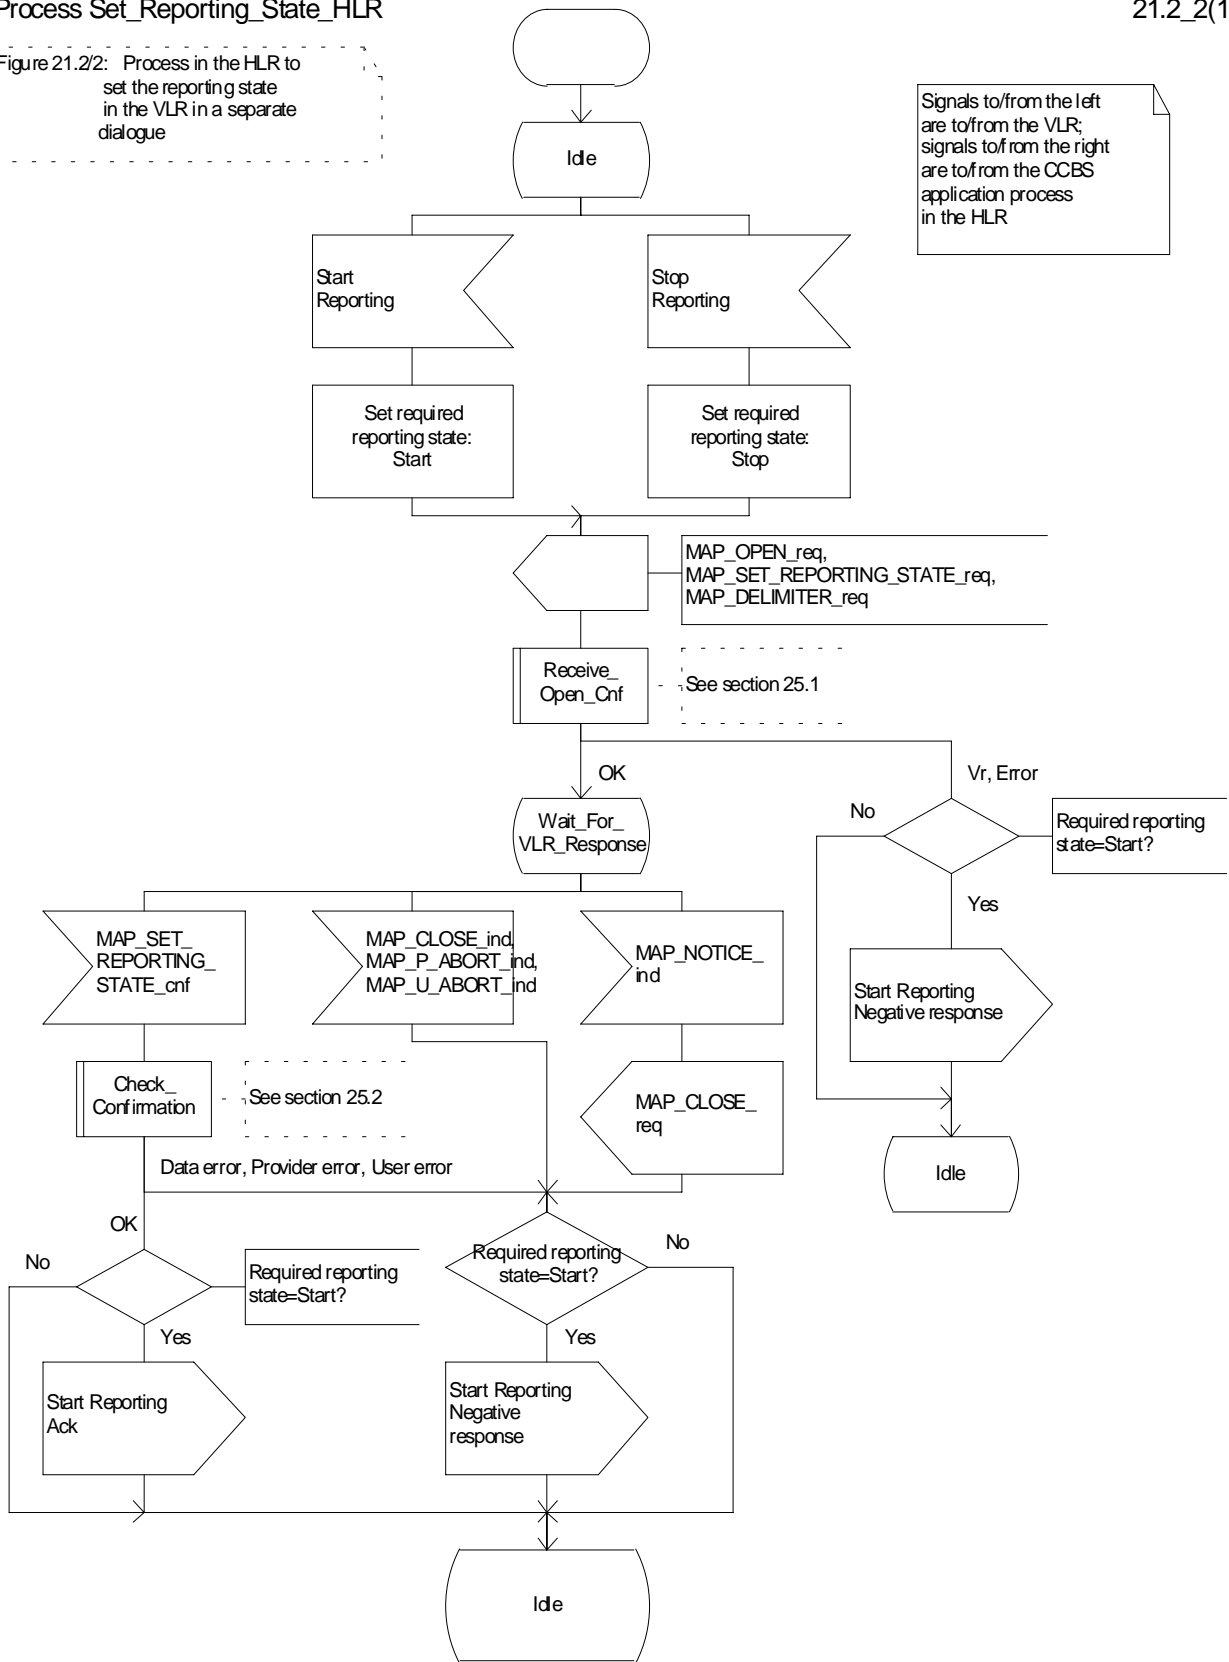 Process Set_Reporting_State_HLR
21.2_2(1
Figure 21.2/2: Process in the HLR to
set the reporting state
in the VLR in a separate
dialogue
Signals to/from the left
are to/from the VLR;
signals to/from the right
are to/from the CCBS
application process
in the HLR
Idle
Start
Reporting
Stop
Reporting
Set required
reporting state:
Start
Set required
reporting state:
Stop
MAP_OPEN_req,
MAP_SET_REPORTING_STATE_req,
MAP_DELIMITER_req
Receive_
Open_Cnf
See section 25.1
OK
Vr, Error
Wait_For_
VLR_Response
No
Required reporting
state=Start?
Yes
MAP_SET_
REPORTING_
STATE_cnf
MAP_CLOSE_ind,
MAP_P_ABORT_ind,
MAP_U_ABORT_ind
MAP_NOTICE_
ind
Start Reporting
Negative response
Check_
Confirmation
See section 25.2
MAP_CLOSE_
req
Data error, Provider error, User error
Idle
OK
No
Required reporting
state=Start?
Required reporting
state=Start?
No
Yes
Yes
Start Reporting
Ack
Start Reporting
Negative
response
Idle